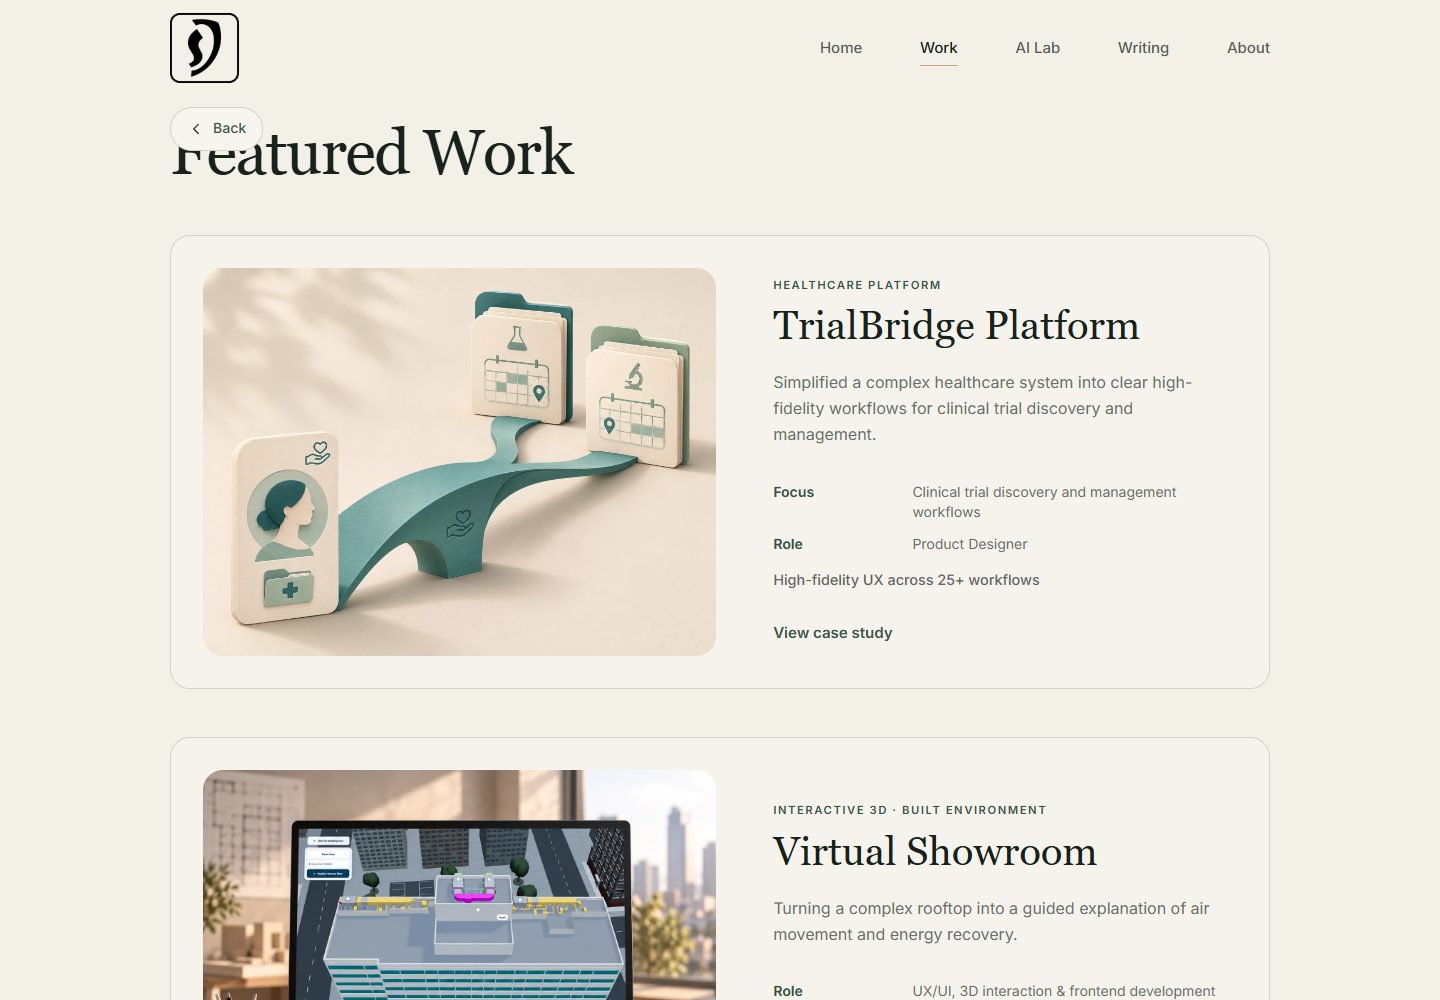 Home
Work
AI Lab
Writing
About
Back
Featured Work
HEALTHCARE PLATFORM
TrialBridge Platform
Simplified a complex healthcare system into clear high-
fidelity workflows for clinical trial discovery and
management.
Focus
Clinical trial discovery and management
workflows
Role
Product Designer
High-fidelity UX across 25+ workflows
View case study
INTERACTIVE 3D · BUILT ENVIRONMENT
Virtual Showroom
Turning a complex rooftop into a guided explanation of air
movement and energy recovery.
Role
UX/UI, 3D interaction & frontend development